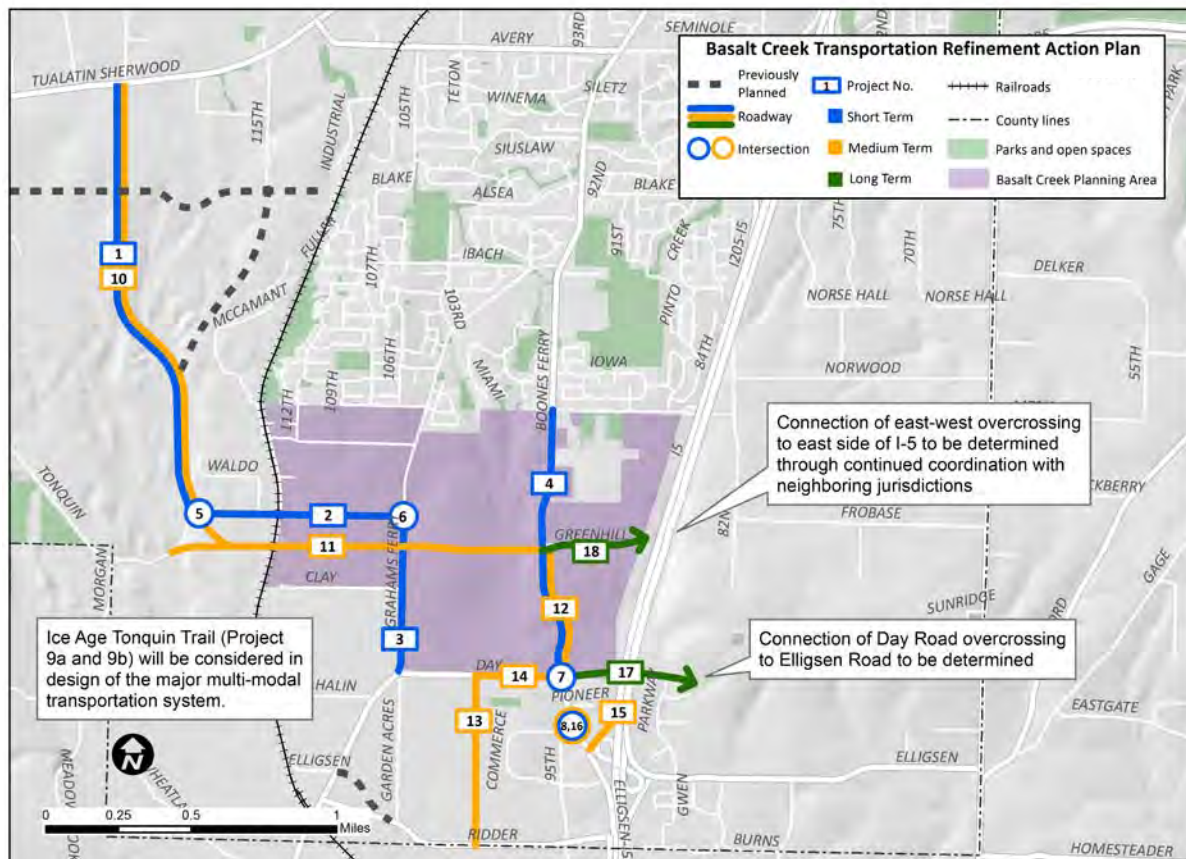 AVERY
SEMINOLE
93RD
TUALATIN SHERWOOD
TETON
105TH
115TH
INDUSTRIAL
WINEMA
SILETZ
SIUSLAW
92ND
BLAKE
ALSEA
BLAKE
Basalt Creek Transportation Refinement Action Plan
Previously
Planned
1 Project No.
Railroads
Roadway
Short Term
County lines
Intersection
Medium Term
Parks and open spaces
Long Term
Basalt Creek Planning Area
FULLER
107TH
IBACH
91ST
CREEK
I205-I5
75TH
70TH
DELKER
1
10
MCCAMANT
103RD
PINTO
NORSE HALL
NORSE HALL
106TH
109TH
MIAMI
BOONES FERRY
IOWA
84TH
NORWOOD
55TH
112TH
I5
Connection of east-west overcrossing
to east side of I-5 to be determined
through continued coordination with
neighboring jurisdictions
TONQUIN
WALDO
4
5
2
6
82N
FROBASE
CKBERRY
GREENHILL
11
18
GAGE
MORGAN
CLAY
GRAHAMS FERRY
12
SUNRIDGE
3
Ice Age Tonquin Trail (Project
9a and 9b) will be considered in
design of the major multi-modal
transportation system.
Connection of Day Road overcrossing
to Elligsen Road to be determined
DAY
14
7
17
HALIN
PIONEER
PARKWAY
13
8,16
15
EASTGATE
COMMERCE
95TH
GARDEN ACRES
ELLIGSEN
ELLIGSEN
N
GWEN
ELLIGSEN-I5
0 0.25 0.5 1
Miles
RIDDER
BURNS
HOMESTEADER